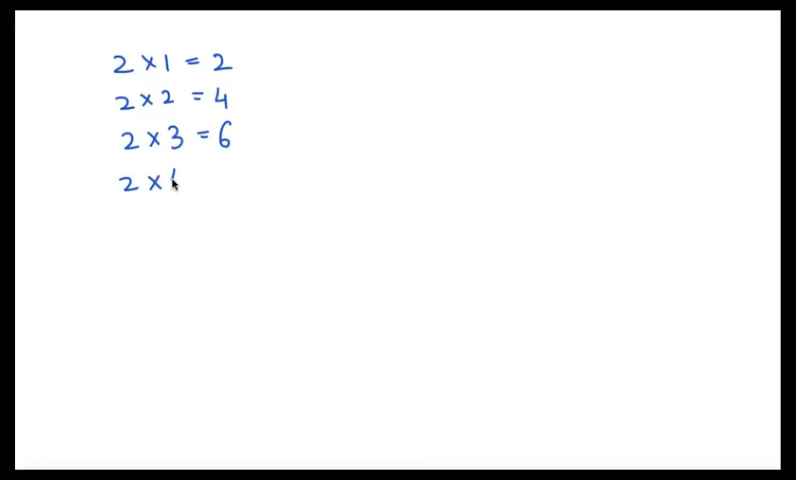 2 × 1 = 2
2 × 2 = 4
2 × 3 = 6
2 ×